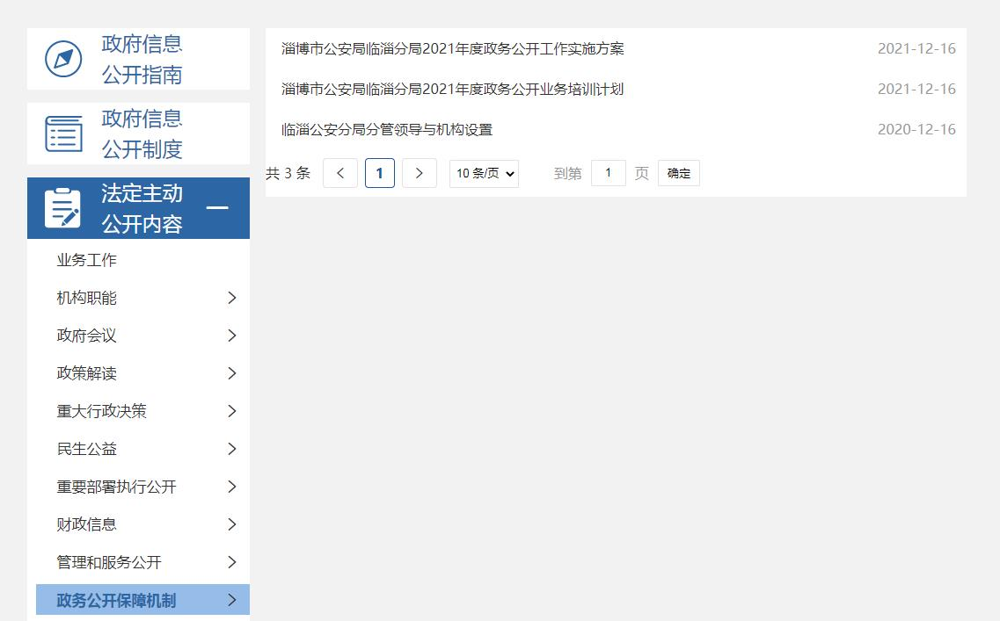 政府信息
公开指南
政府信息
公开制度
法定主动
公开内容
业务工作
机构职能
政府会议
政策解读
重大行政决策
民生公益
重要部署执行公开
财政信息
管理和服务公开
政务公开保障机制
淄博市公安局临淄分局2021年度政务公开工作实施方案 2021-12-16
淄博市公安局临淄分局2021年度政务公开业务培训计划 2021-12-16
临淄公安分局分管领导与机构设置 2020-12-16
共 3 条 1 10 条/页 到第 1 页 确定